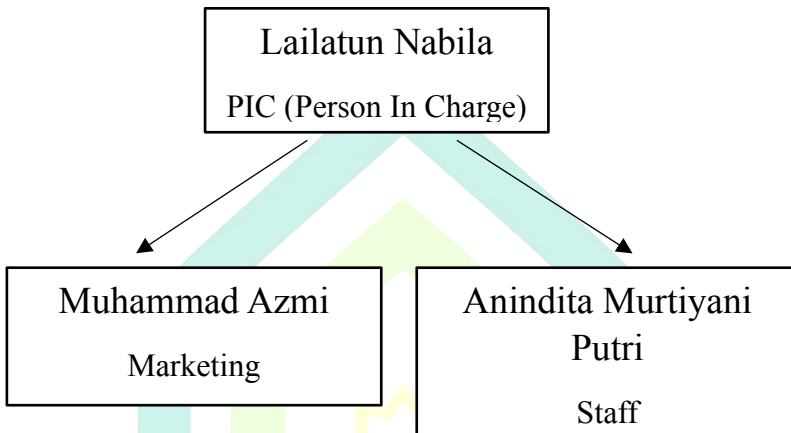 Lailatun Nabila
PIC (Person In Charge)
Muhammad Azmi
Marketing
Anindita Murtiyani
Putri
Staff